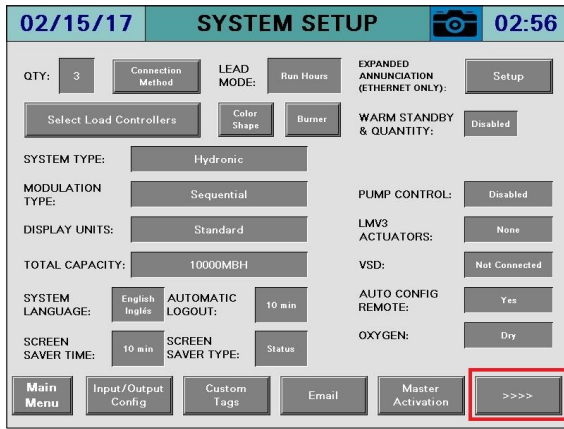 02/15/17 SYSTEM SETUP 02:56
QTY: 3 Connection Method LEAD MODE: Run Hours EXPANDED ANNUNCIATION (ETHERNET ONLY): Setup
Select Load Controllers Color Shape Burner WARM STANDBY & QUANTITY: Disabled
SYSTEM TYPE: Hydronic
MODULATION TYPE: Sequential PUMP CONTROL: Disabled
DISPLAY UNITS: Standard LMV3 ACTUATORS: None
TOTAL CAPACITY: 10000MBH VSD: Not Connected
SYSTEM LANGUAGE: English Inglés AUTOMATIC LOGOUT: 10 min AUTO CONFIG REMOTE: Yes
SCREEN SAVER TIME: 10 min SCREEN SAVER TYPE: Status OXYGEN: Dry
Main Menu Input/Output Config Custom Tags Email Master Activation >>>>